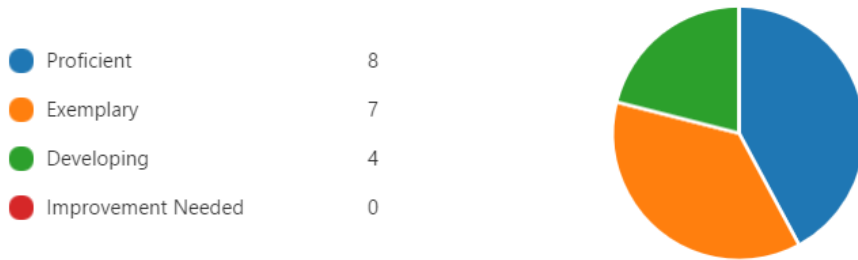 Proficient 8
Exemplary 7
Developing 4
Improvement Needed 0